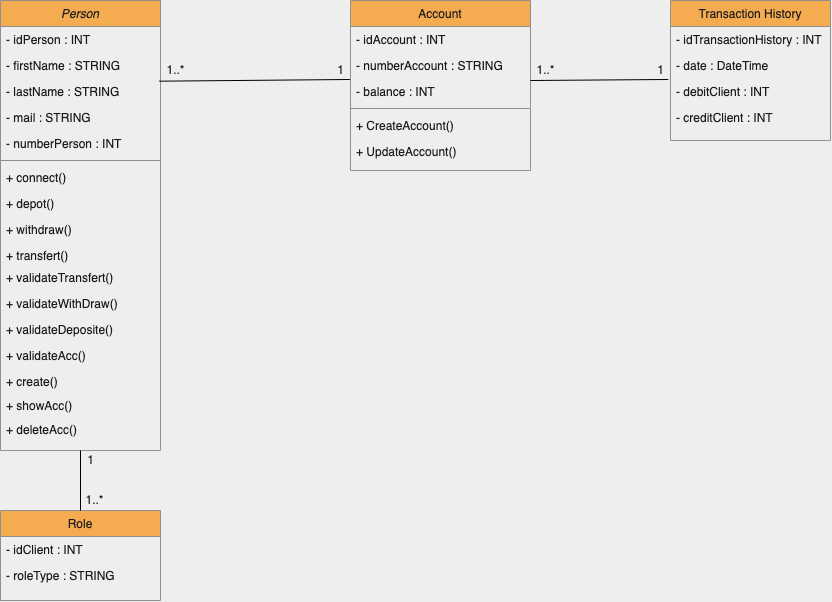 Person
- idPerson : INT
- firstName : STRING
- lastName : STRING
- mail : STRING
- numberPerson : INT
+ connect()
+ depot()
+ withdraw()
+ transfert()
+ validateTransfert()
+ validateWithDraw()
+ validateDeposite()
+ validateAcc()
+ create()
+ showAcc()
+ deleteAcc()
1..*
1
Account
- idAccount : INT
- numberAccount : STRING
- balance : INT
+ CreateAccount()
+ UpdateAccount()
1..*
1
Transaction History
- idTransactionHistory : INT
- date : DateTime
- debitClient : INT
- creditClient : INT
1
1..*
Role
- idClient : INT
- roleType : STRING